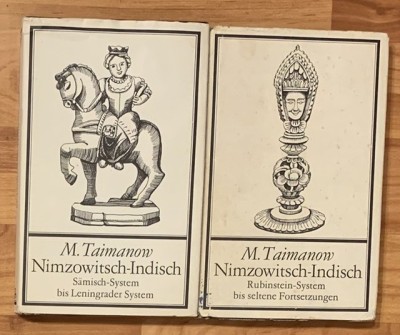 M. Taimanow
Nimzowitsch-Indisch
Sämisch-System
bis Leningrader System
M. Taimanow
Nimzowitsch-Indisch
Rubinstein-System
bis seltene Fortsetzungen